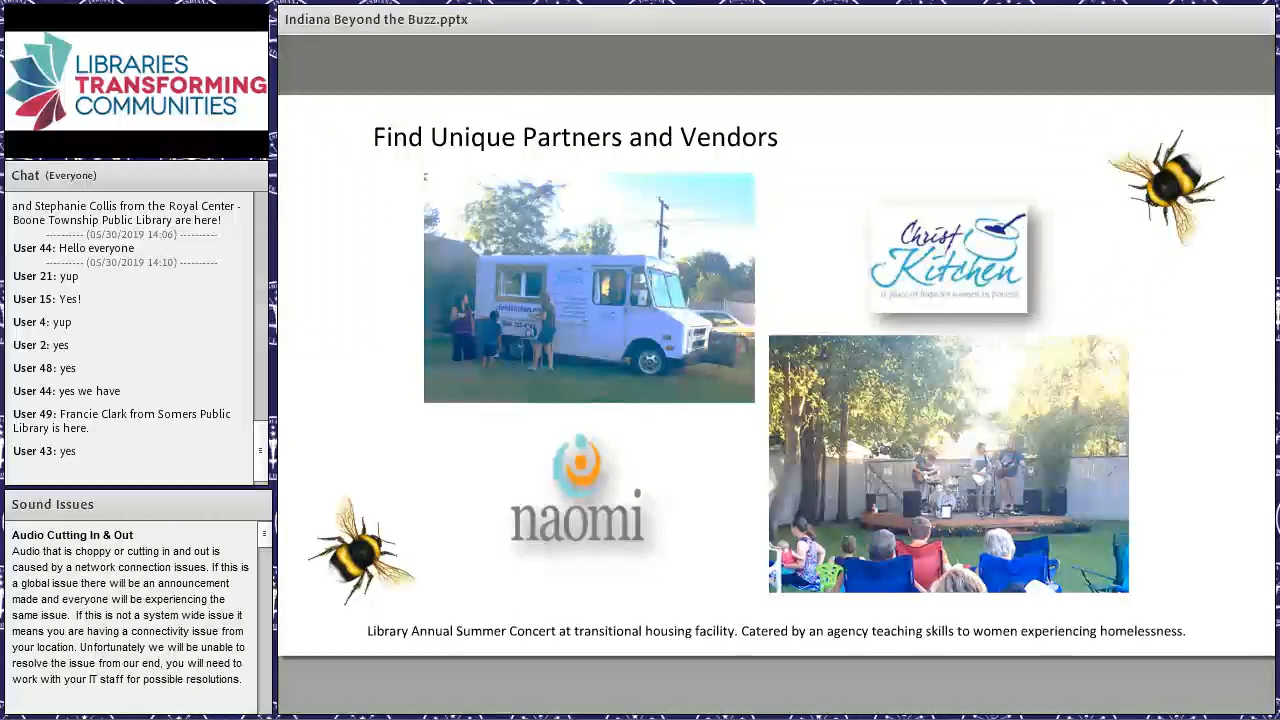 Indiana Beyond the Buzz.pptx
LIBRARIES
TRANSFORMING
COMMUNITIES
Chat (Everyone)
and Stephanie Collis from the Royal Center -
Boone Township Public Library are here!
---------- (05/30/2019 14:06) ----------
User 44: Hello everyone
---------- (05/30/2019 14:10) ----------
User 21: yup
User 15: Yes!
User 4: yup
User 2: yes
User 48: yes
User 44: yes we have
User 49: Francie Clark from Somers Public
Library is here.
User 43: yes
Sound Issues
Audio Cutting In & Out
Audio that is choppy or cutting in and out is
caused by a network connection issues. If this is
a global issue there will be an announcement
made and everyone will be experiencing the
same issue. If this is not a system wide issue it
means you are having a connectivity issue from
your location. Unfortunately we will be unable to
resolve the issue from our end, you will need to
work with your IT staff for possible resolutions.
Find Unique Partners and Vendors
Christ
Kitchen
a place of hope for women in poverty
naomi
Library Annual Summer Concert at transitional housing facility. Catered by an agency teaching skills to women experiencing homelessness.